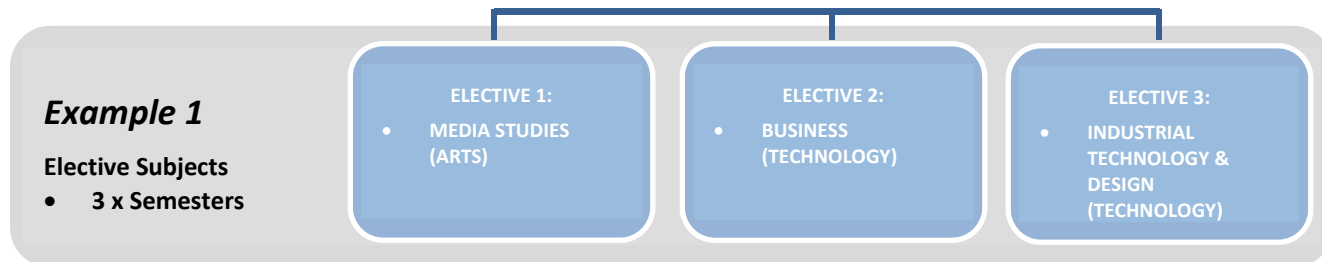 Example 1
Elective Subjects
• 3 x Semesters
ELECTIVE 1:
• MEDIA STUDIES
(ARTS)
ELECTIVE 2:
• BUSINESS
(TECHNOLOGY)
ELECTIVE 3:
• INDUSTRIAL
TECHNOLOGY &
DESIGN
(TECHNOLOGY)